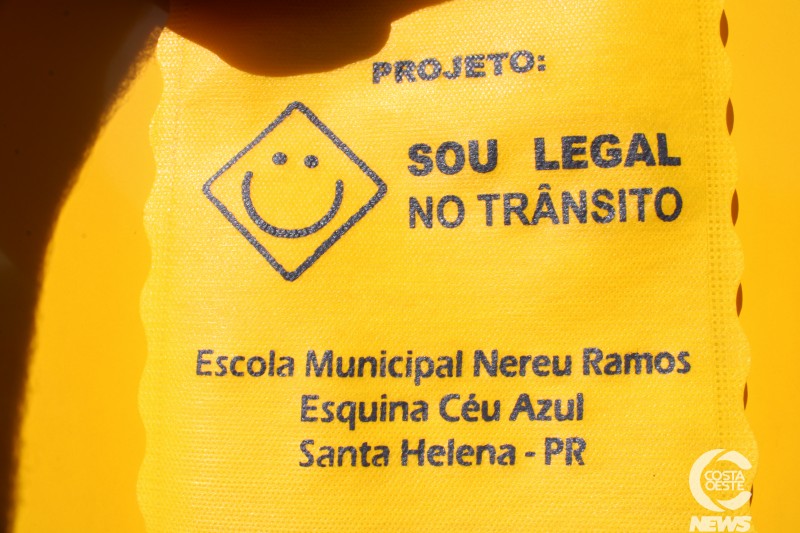 PROJETO:
SOU LEGAL
NO TRÂNSITO
Escola Municipal Nereu Ramos
Esquina Céu Azul
Santa Helena - PR
COSTA
OESTE
NEWS